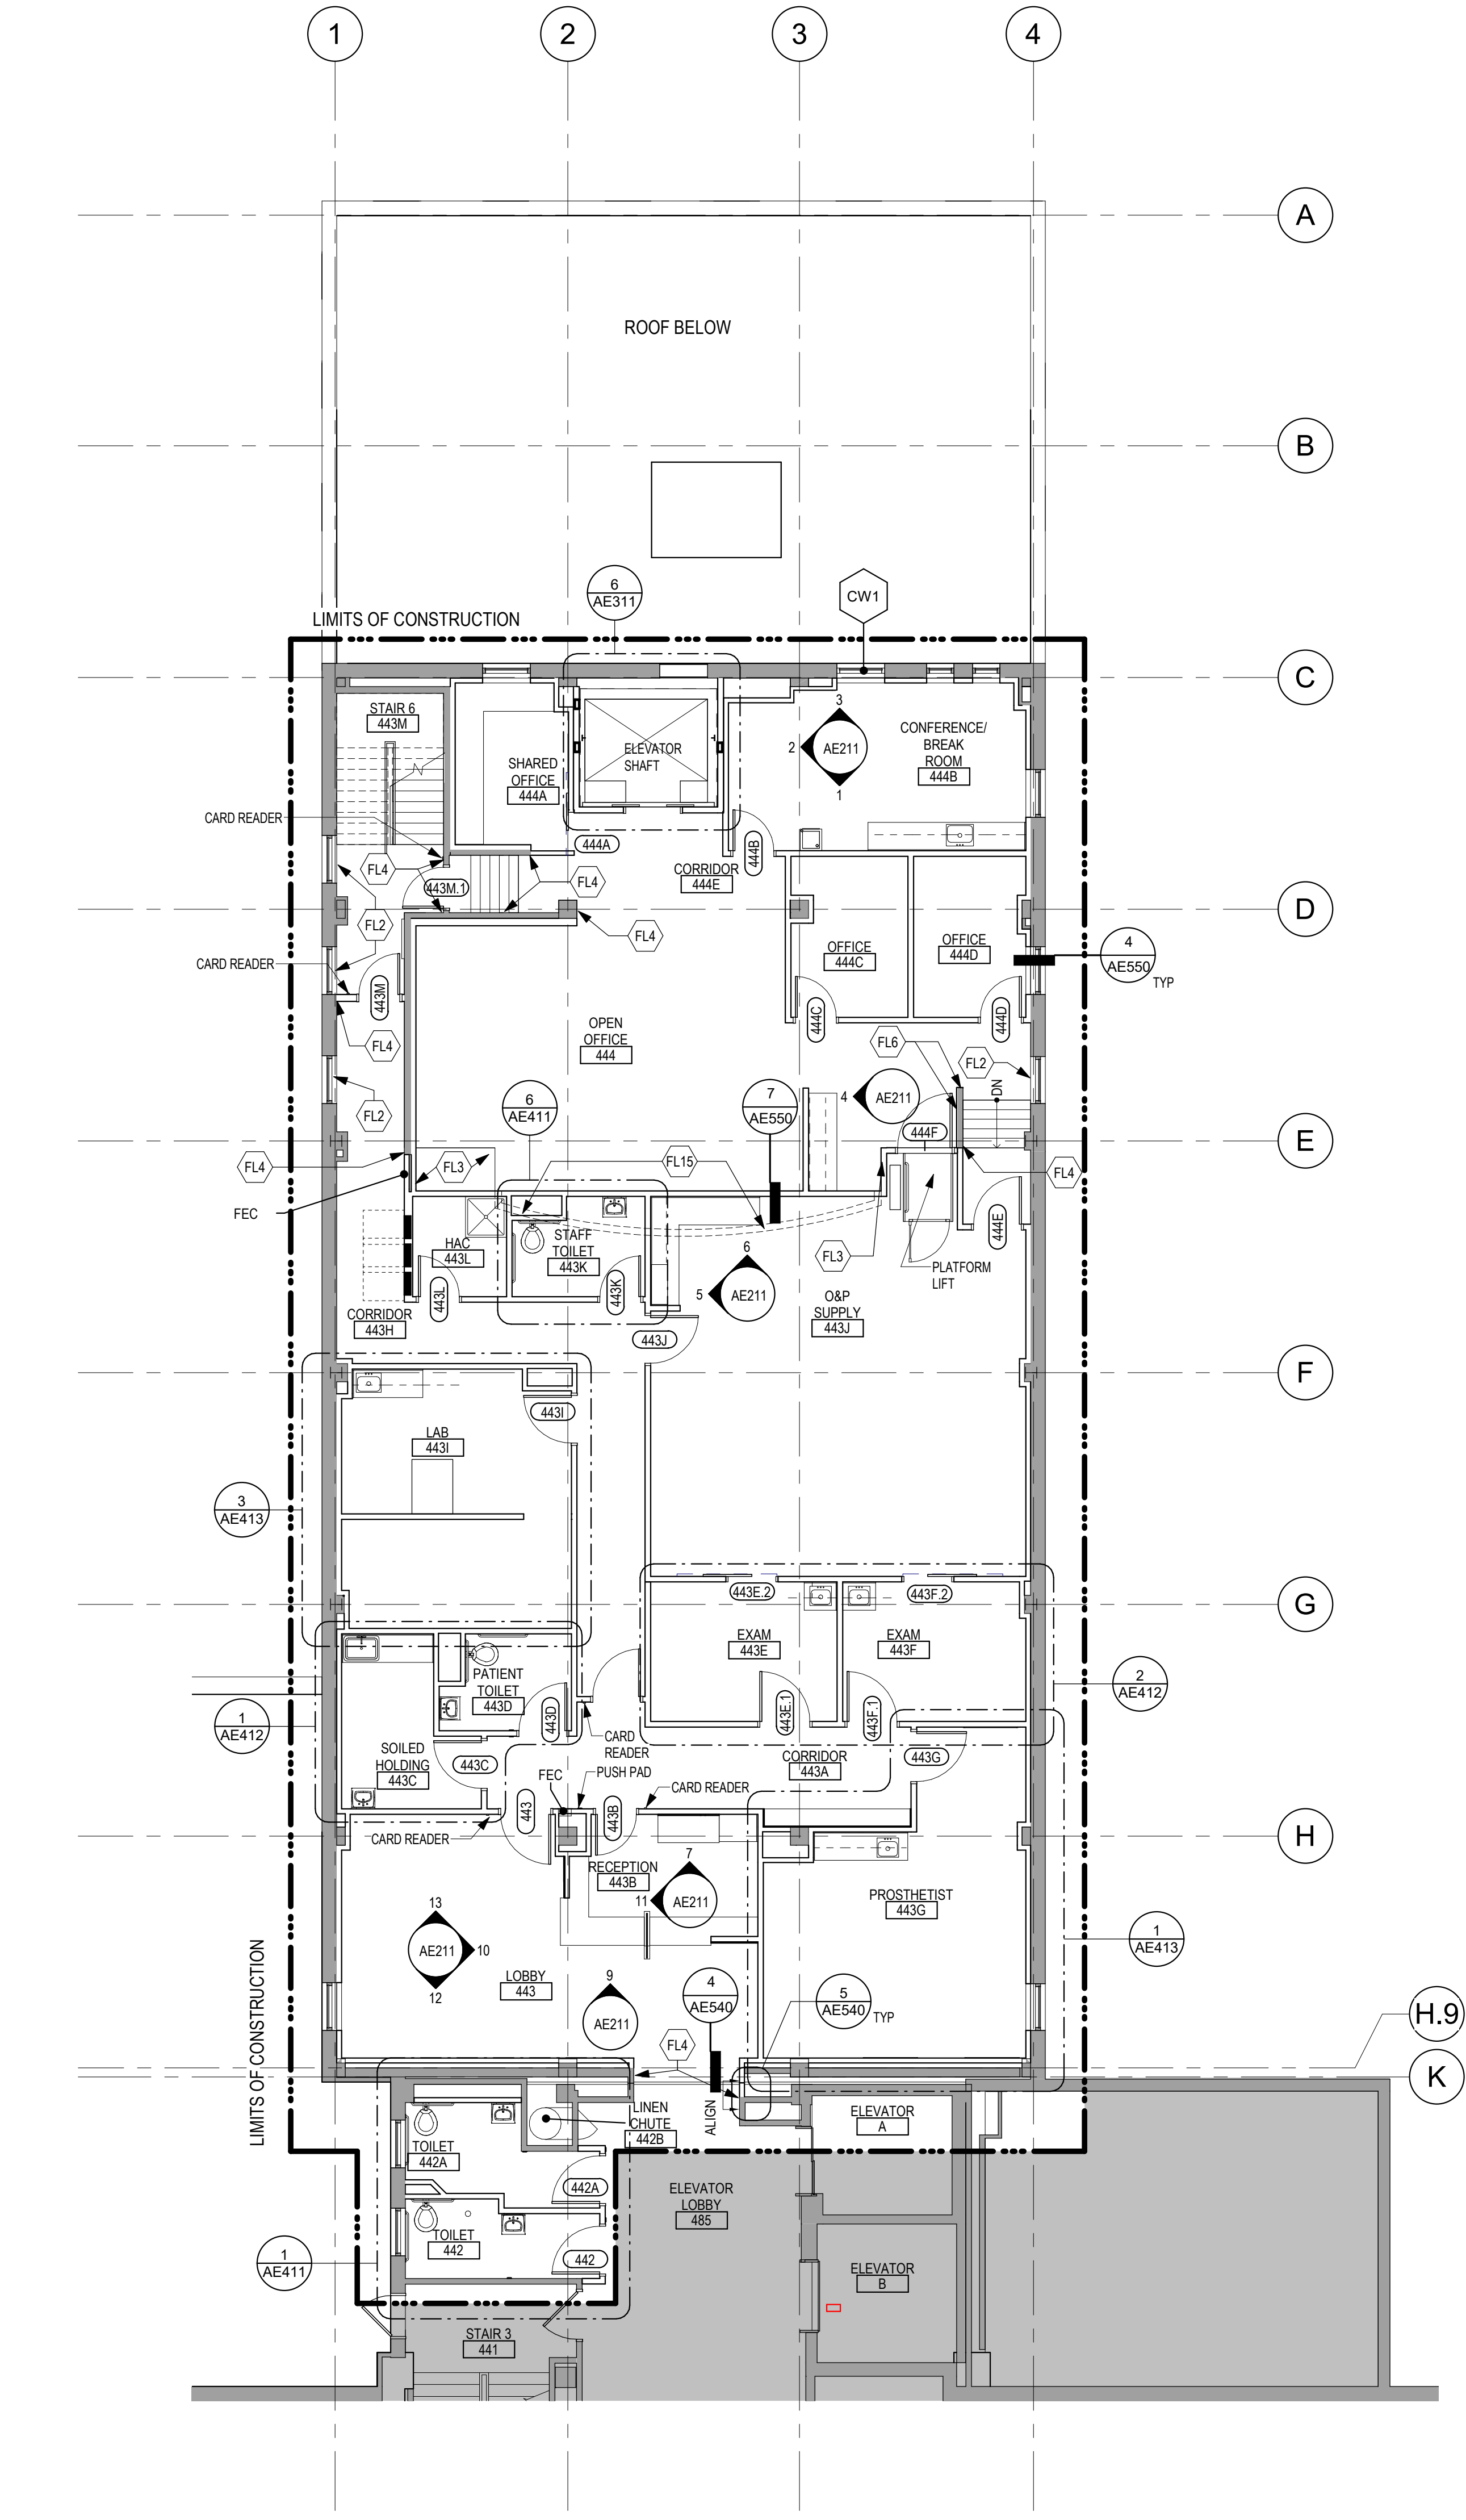 1
2
3
4
A
ROOF BELOW
B
6
AE311
CW1
LIMITS OF CONSTRUCTION
C
STAIR 6
443M
SHARED
OFFICE
444A
ELEVATOR
SHAFT
3
2
AE211
1
CONFERENCE/
BREAK
ROOM
444B
CARD READER
444A
444B
FL4
443M.1
FL4
CORRIDOR
444E
D
FL2
FL4
CARD READER
443M
OFFICE
444C
OFFICE
444D
4
AE550
TYP
FL4
OPEN
OFFICE
444
444C
444D
FL6
FL2
FL2
6
AE411
7
AE550
4
AE211
DN
444F
E
FL4
FL3
FL15
FL4
FEC
HAC
443L
STAFF
TOILET
443K
444E
6
5
AE211
FL3
PLATFORM
LIFT
443L
443K
O&P
SUPPLY
443J
CORRIDOR
443H
443J
F
443I
LAB
443I
3
AE413
443E.2
443F.2
G
EXAM
443E
EXAM
443F
PATIENT
TOILET
443D
2
AE412
1
AE412
443D
443E.1
443F.1
CARD
READER
SOILED
HOLDING
443C
443C
CORRIDOR
443A
443G
FEC
PUSH PAD
CARD READER
443
443B
CARD READER
H
RECEPTION
443B
7
11
AE211
PROSTHETIST
443G
13
AE211
10
12
1
AE413
LOBBY
443
9
AE211
4
AE540
5
AE540
TYP
LIMITS OF CONSTRUCTION
H.9
FL4
K
LINEN
CHUTE
442B
ALIGN
ELEVATOR
A
TOILET
442A
442A
ELEVATOR
LOBBY
485
TOILET
442
442
1
AE411
ELEVATOR
B
STAIR 3
441